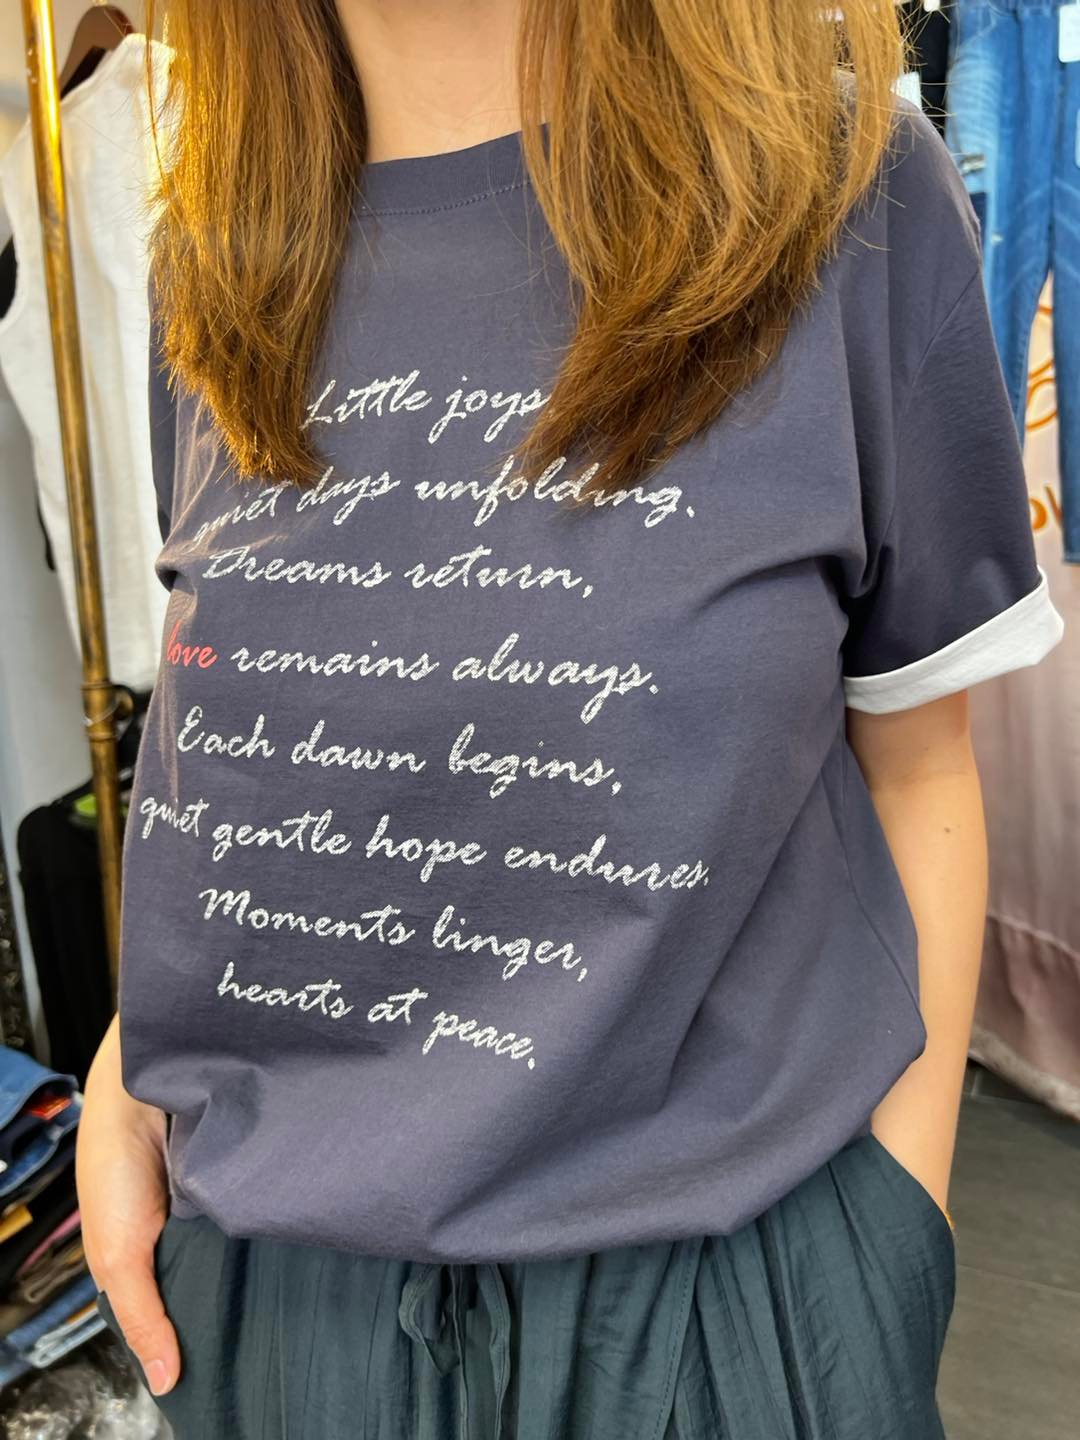 Little joys
quiet days unfolding.
Dreams return,
love remains always.
Each dawn begins,
quiet gentle hope endures.
Moments linger,
hearts at peace.